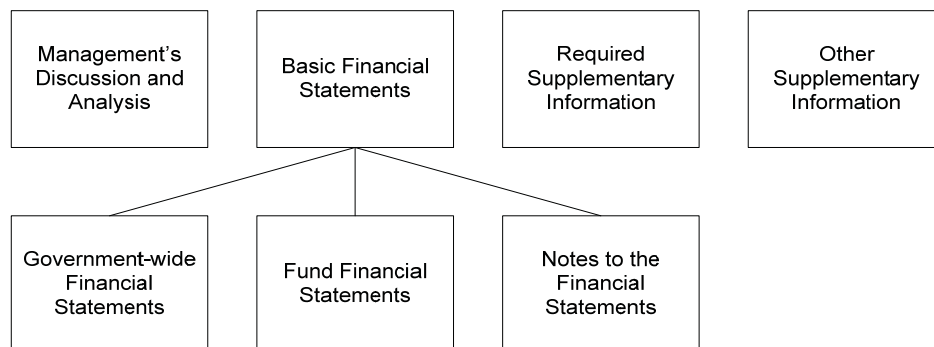 Management’s
Discussion and
Analysis
Basic Financial
Statements
Required
Supplementary
Information
Other
Supplementary
Information
Government-wide
Financial
Statements
Fund Financial
Statements
Notes to the
Financial
Statements